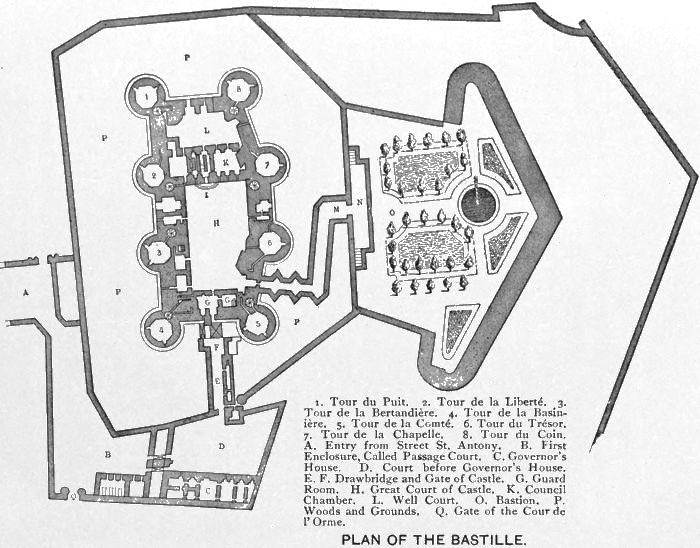 P
1
8
L
P
K
7
2
I
N
M
O
H
6
3
A
P
G
G
P
4
5
F
E
B
D
C
Q
1. Tour du Puit. 2. Tour de la Liberté. 3.
Tour de la Bertandière. 4. Tour de la Basin-
ière. 5. Tour de la Comté. 6. Tour du Trésor.
7. Tour de la Chapelle. 8. Tour du Coin.
A. Entry from Street St. Antony. B. First
Enclosure, Called Passage Court. C. Governor's
House. D. Court before Governor's House.
E. F. Drawbridge and Gate of Castle. G. Guard
Room. H. Great Court of Castle. K. Council
Chamber. L. Well Court. O. Bastion. P.
Woods and Grounds. Q. Gate of the Cour de
l'Orme.
PLAN OF THE BASTILLE.